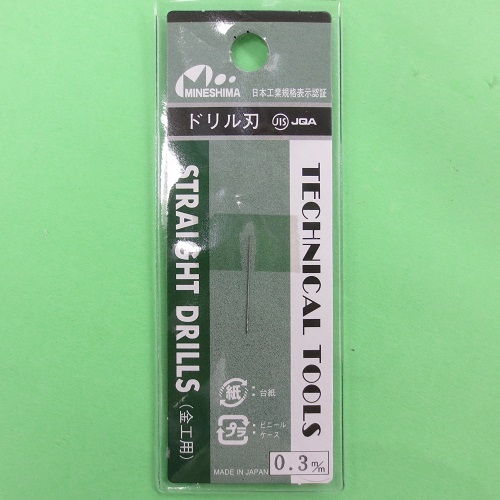 MINESHIMA
日本工業規格表示認証
ドリル刃 JIS JQA
STRAIGHT DRILLS (金工用)
TECHNICAL TOOLS
紙 :台紙
プラ :ビニールケース
MADE IN JAPAN
0.3m/m